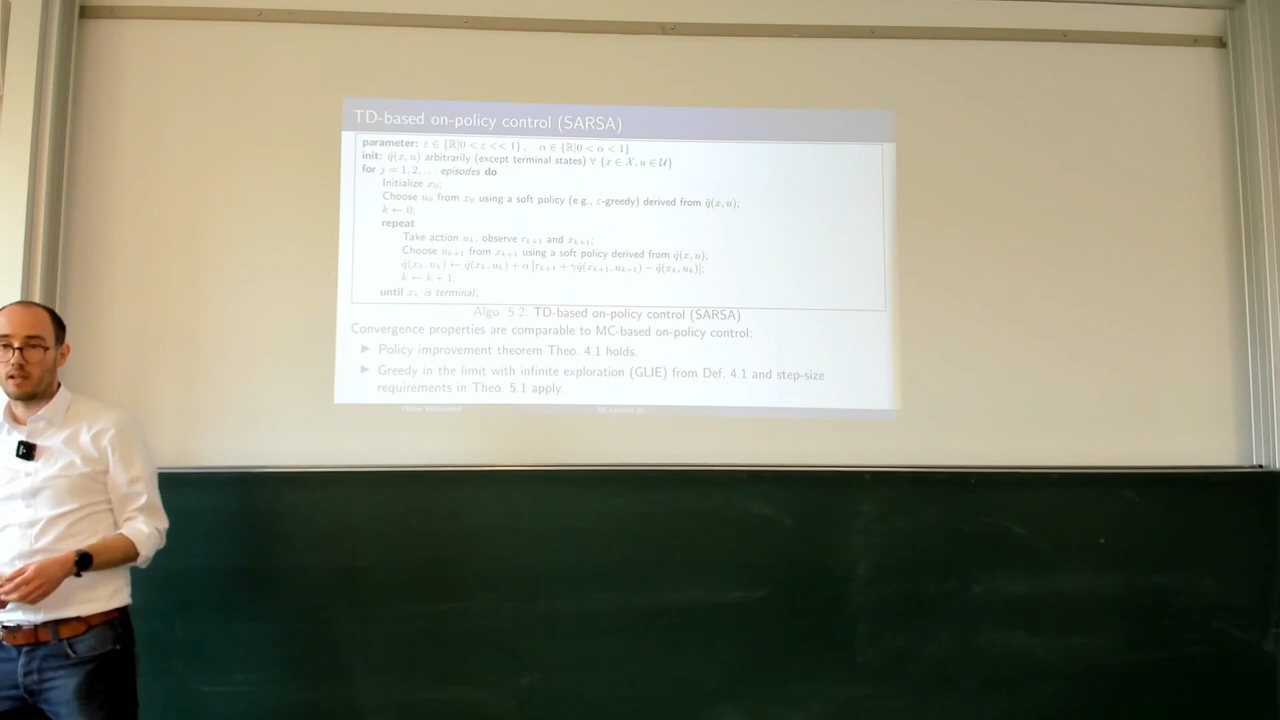 TD-based on-policy control (SARSA)
parameter: ε ∈ {ℝ|0 < ε << 1}, α ∈ {ℝ|0 < α < 1}
init: q̂(x, u) arbitrarily (except terminal states) ∀ {x ∈ 𝒳, u ∈ 𝒰}
for j = 1, 2, ... episodes do
Initialize x₀;
Choose u₀ from x₀ using a soft policy (e.g., ε-greedy) derived from q̂(x, u);
k ← 0;
repeat
Take action uₖ, observe rₖ₊₁ and xₖ₊₁;
Choose uₖ₊₁ from xₖ₊₁ using a soft policy derived from q̂(x, u);
q̂(xₖ, uₖ) ← q̂(xₖ, uₖ) + α [rₖ₊₁ + γq̂(xₖ₊₁, uₖ₊₁) − q̂(xₖ, uₖ)];
k ← k + 1;
until xₖ is terminal;
Algo. 5.2: TD-based on-policy control (SARSA)
Convergence properties are comparable to MC-based on-policy control:
▶ Policy improvement theorem Theo. 4.1 holds.
▶ Greedy in the limit with infinite exploration (GLIE) from Def. 4.1 and step-size
requirements in Theo. 5.1 apply.
RL Lecture 05